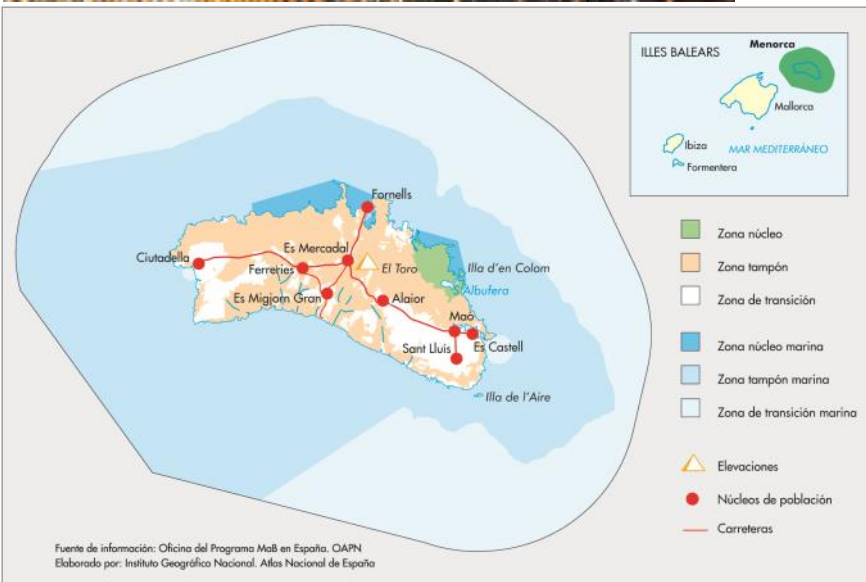 ILLES BALEARS
Menorca
Mallorca
Ibiza
MAR MEDITERRÁNEO
Formentera
Fornells
Es Mercadal
Ciutadella
Ferreries
El Toro
Illa d'en Colom
S'Albufera
Es Migjorn Gran
Alaior
Maó
Es Castell
Sant Lluis
Illa de l'Aire
Zona núcleo
Zona tampón
Zona de transición
Zona núcleo marina
Zona tampón marina
Zona de transición marina
Elevaciones
Núcleos de población
Carreteras
Fuente de información: Oficina del Programa MaB en España. OAPN
Elaborado por: Instituto Geográfico Nacional. Atlas Nacional de España